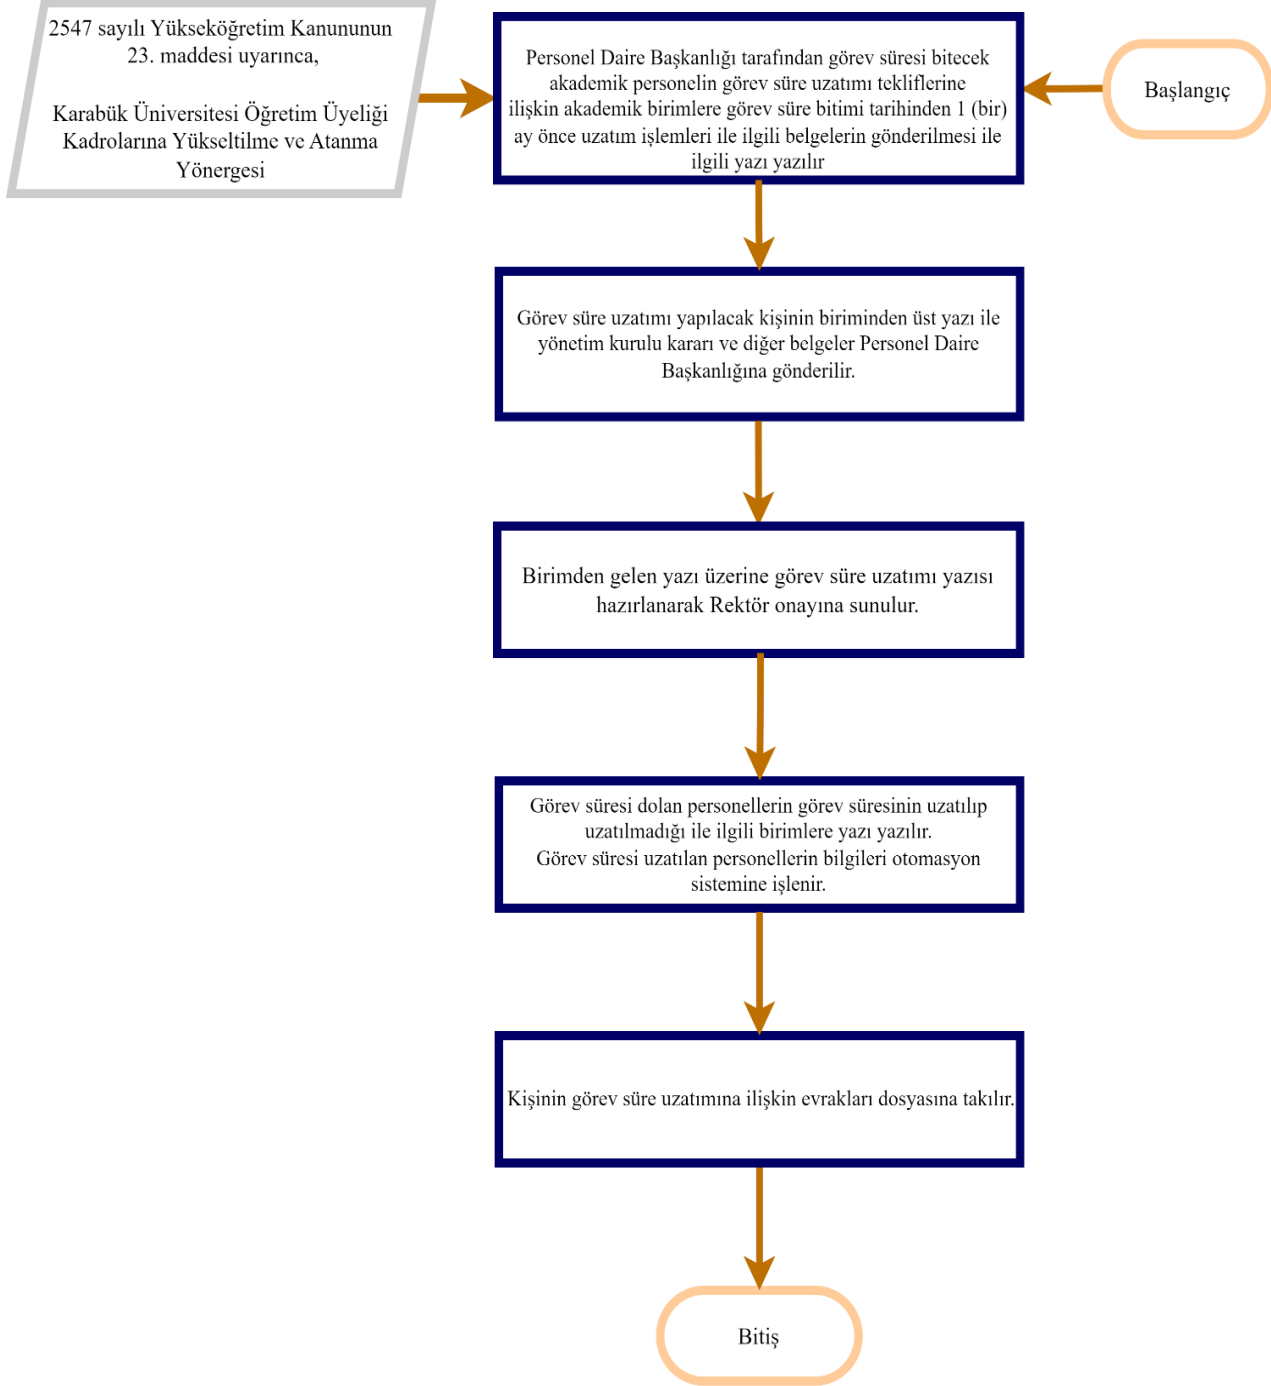 2547 sayılı Yükseköğretim Kanununun
23. maddesi uyarınca,
Karabük Üniversitesi Öğretim Üyeliği
Kadrolarına Yükseltilme ve Atanma
Yönergesi
Personel Daire Başkanlığı tarafından görev süresi bitecek
akademik personelin görev süre uzatımı tekliflerine
ilişkin akademik birimlere görev süre bitimi tarihinden 1 (bir)
ay önce uzatım işlemleri ile ilgili belgelerin gönderilmesi ile
ilgili yazı yazılır
Başlangıç
Görev süre uzatımı yapılacak kişinin biriminden üst yazı ile
yönetim kurulu kararı ve diğer belgeler Personel Daire
Başkanlığına gönderilir.
Birimden gelen yazı üzerine görev süre uzatımı yazısı
hazırlanarak Rektör onayına sunulur.
Görev süresi dolan personellerin görev süresinin uzatılıp
uzatılmadığı ile ilgili birimlere yazı yazılır.
Görev süresi uzatılan personellerin bilgileri otomasyon
sistemine işlenir.
Kişinin görev süre uzatımına ilişkin evrakları dosyasına takılır.
Bitiş